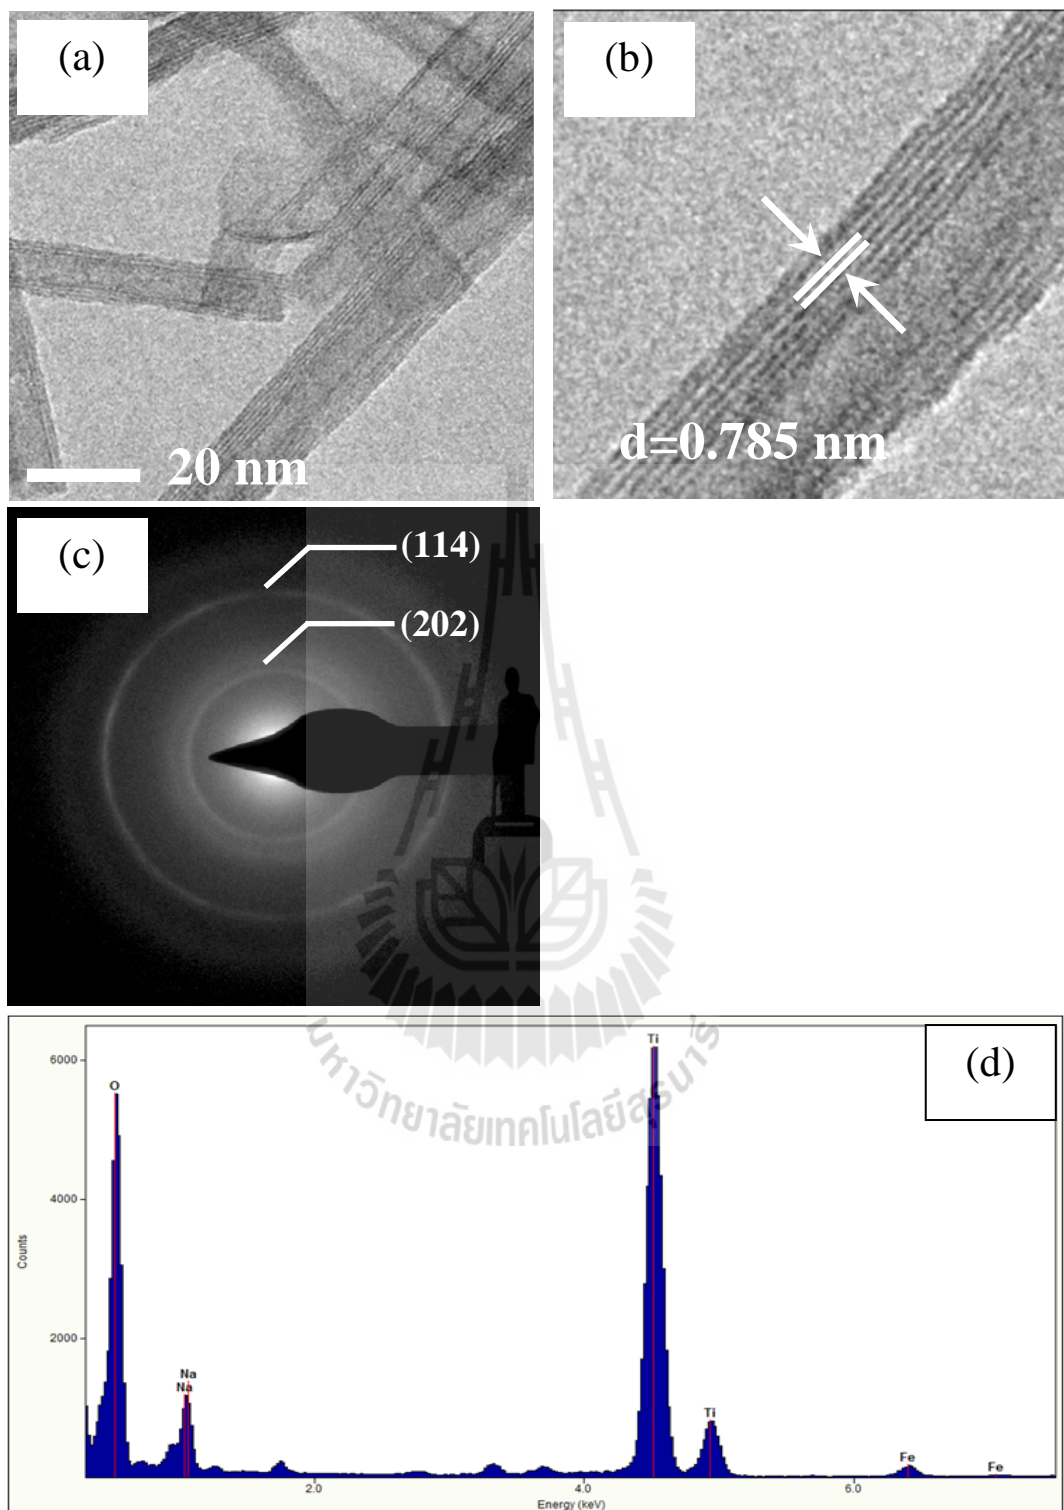 (a)
20 nm
(b)
d=0.785 nm
(c)
(114)
(202)
มหาวิทยาลัยเทคโนโลยีสุรนารี
(d)
6000
4000
2000
Counts
O
Na
Na
Ti
Ti
Fe
Fe
2.0
4.0
6.0
Energy (keV)